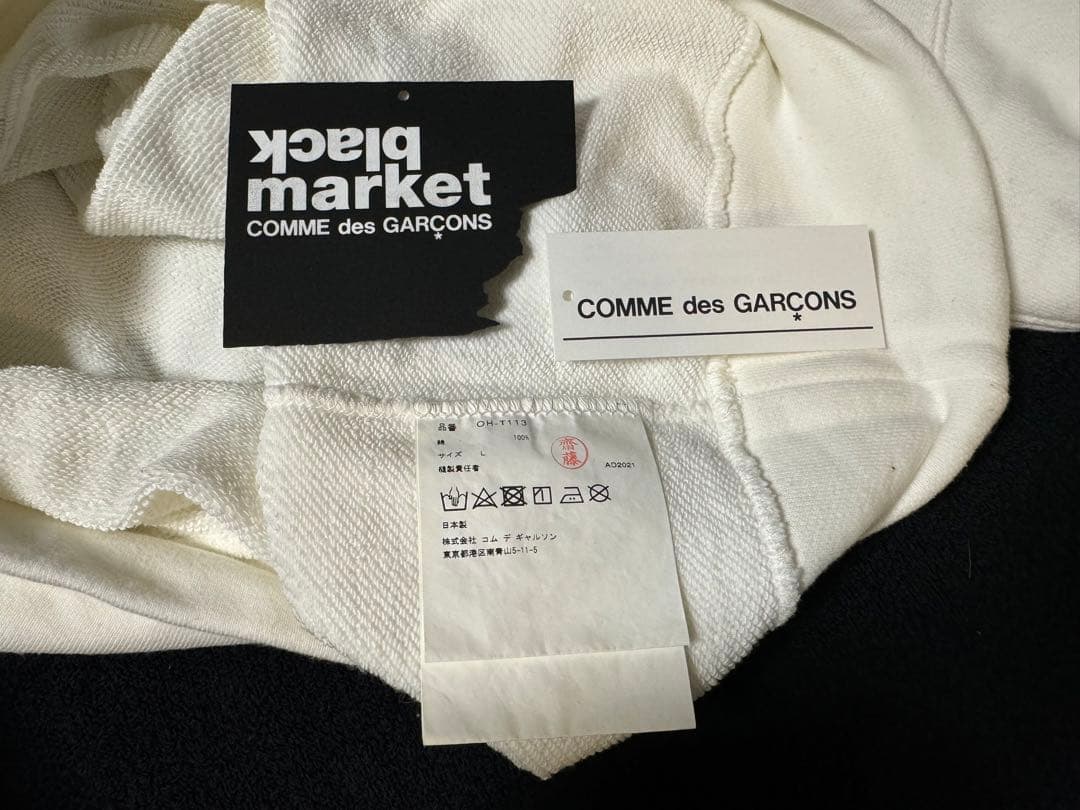 black
market
COMME des GARÇONS
*
COMME des GARÇONS
*
品番 OH-T113
綿 100%
サイズ L
縫製責任者 齋藤 AD2021
日本製
株式会社 コム デ ギャルソン
東京都港区南青山5-11-5